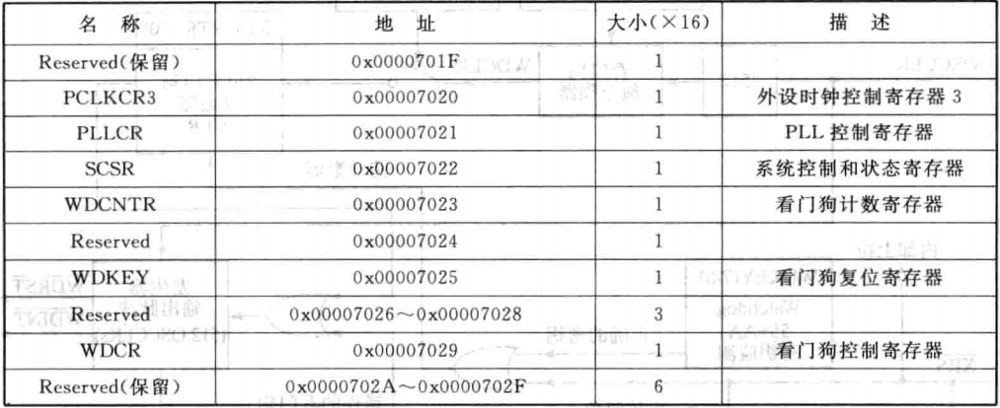 名 称 地 址 大小(×16) 描 述
Reserved(保留) 0x0000701F 1
PCLKCR3 0x00007020 1 外设时钟控制寄存器 3
PLLCR 0x00007021 1 PLL 控制寄存器
SCSR 0x00007022 1 系统控制和状态寄存器
WDCNTR 0x00007023 1 看门狗计数寄存器
Reserved 0x00007024 1
WDKEY 0x00007025 1 看门狗复位寄存器
Reserved 0x00007026～0x00007028 3
WDCR 0x00007029 1 看门狗控制寄存器
Reserved(保留) 0x0000702A～0x0000702F 6